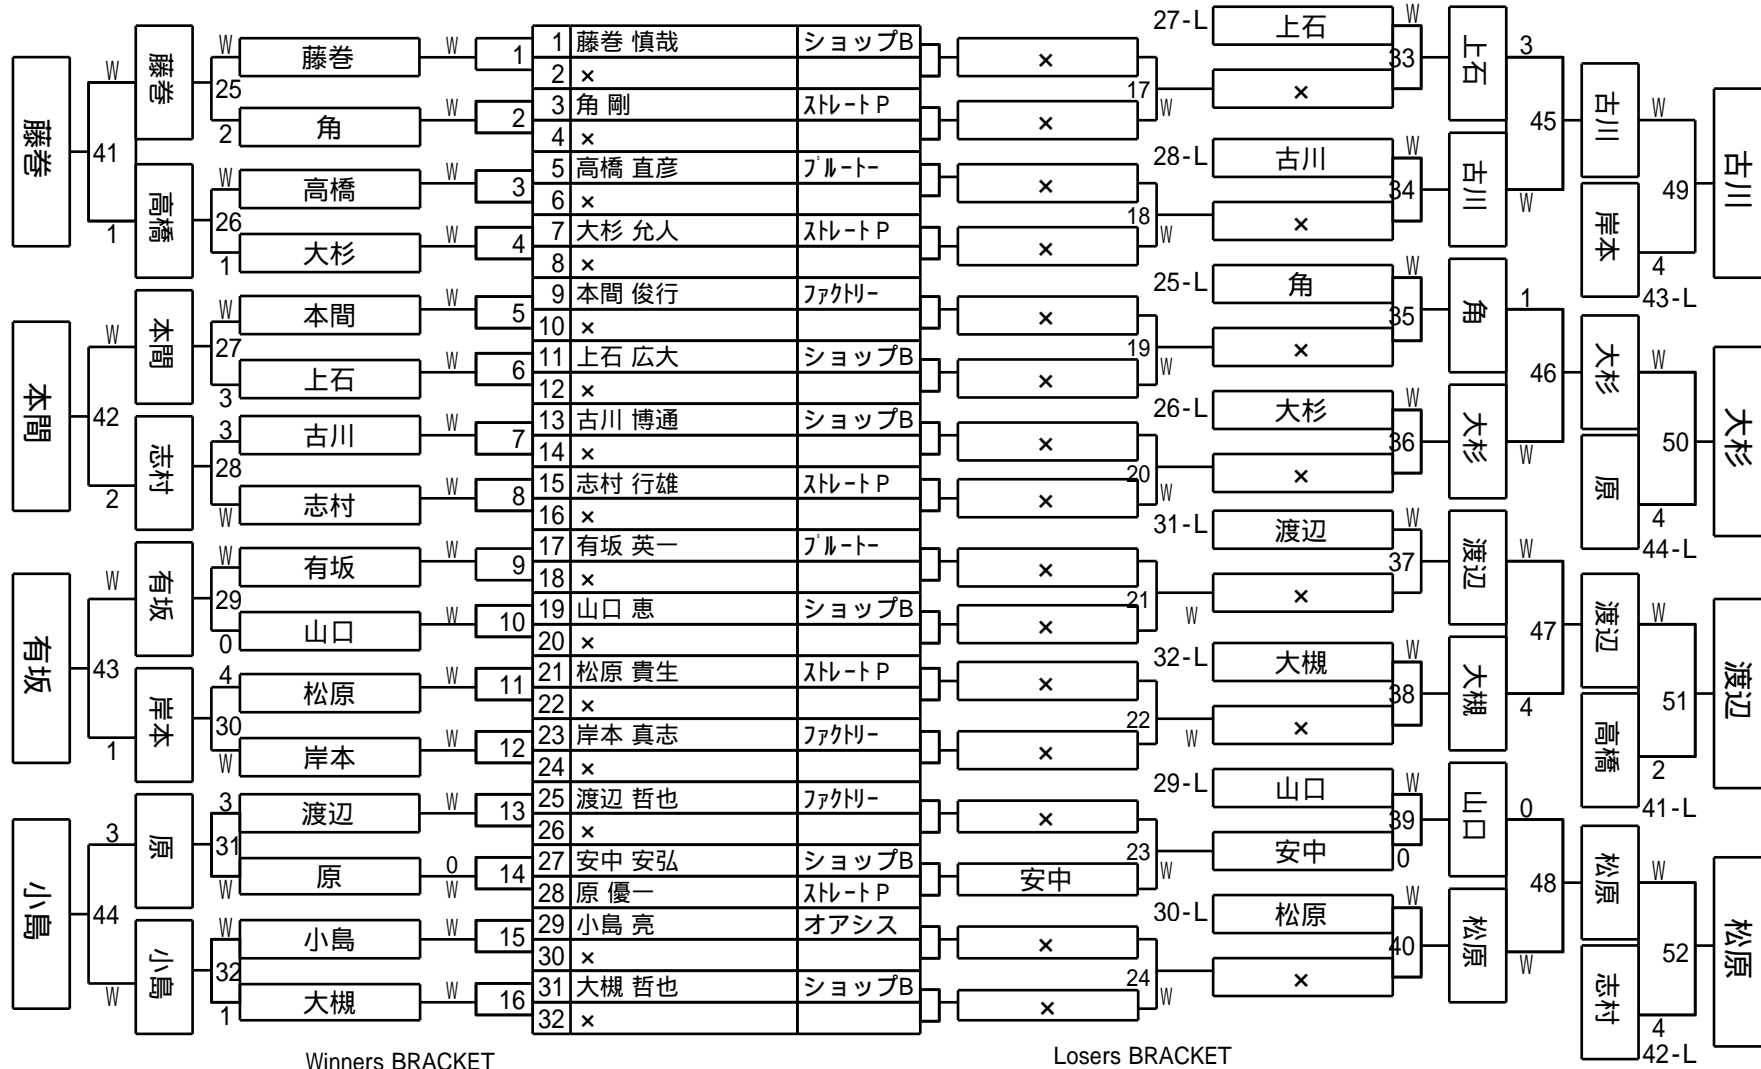 藤巻
本間
有坂
小島
W
41
1
W
42
2
W
43
1
3
44
W
藤巻
高橋
本間
志村
有坂
岸本
原
小島
W
25
2
W
26
1
W
27
3
3
28
W
W
29
0
4
30
W
3
31
W
W
32
1
藤巻 W 1
角 W 2
高橋 W 3
大杉 W 4
本間 W 5
上石 W 6
古川 W 7
志村 W 8
有坂 W 9
山口 W 10
松原 W 11
岸本 W 12
渡辺 W 13
原 0 W 14
小島 W 15
大槻 W 16
1 藤巻 慎哉 ショップB
2 ×
3 角 剛 ストレートP
4 ×
5 高橋 直彦 プルートー
6 ×
7 大杉 允人 ストレートP
8 ×
9 本間 俊行 ファクトリー
10 ×
11 上石 広大 ショップB
12 ×
13 古川 博通 ショップB
14 ×
15 志村 行雄 ストレートP
16 ×
17 有坂 英一 プルートー
18 ×
19 山口 恵 ショップB
20 ×
21 松原 貴生 ストレートP
22 ×
23 岸本 真志 ファクトリー
24 ×
25 渡辺 哲也 ファクトリー
26 ×
27 安中 安弘 ショップB
28 原 優一 ストレートP
29 小島 亮 オアシス
30 ×
31 大槻 哲也 ショップB
32 ×
×
17 W
×
×
18 W
×
×
19 W
×
×
20 W
×
×
21 W
×
×
22 W
×
×
23 W
安中
×
24 W
×
27-L 上石 W
33
×
28-L 古川 W
34
×
25-L 角 W
35
×
26-L 大杉 W
36
×
31-L 渡辺 W
37
×
32-L 大槻 W
38
×
29-L 山口 W
39
安中 0
30-L 松原 W
40
×
上石 3
45
古川 W
角 1
46
大杉 W
渡辺 W
47
大槻 4
山口 0
48
松原 W
古川 W
49
岸本 4
43-L
大杉 W
50
原 4
44-L
渡辺 W
51
高橋 2
41-L
松原 W
52
志村 4
42-L
古川
大杉
渡辺
松原
Winners BRACKET
Losers BRACKET